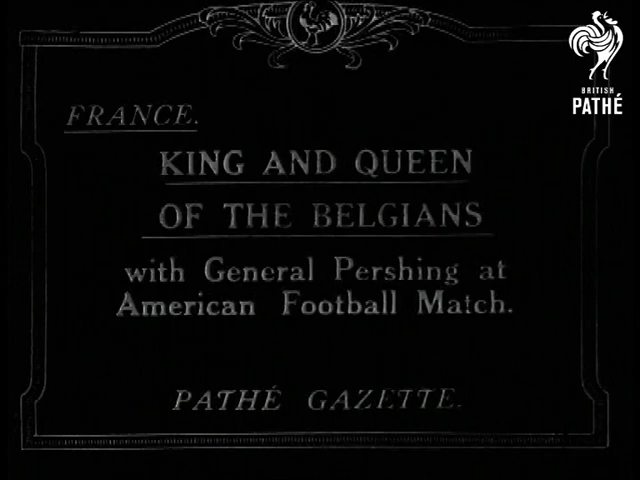 BRITISH
PATHÉ
FRANCE.
KING AND QUEEN
OF THE BELGIANS
with General Pershing at
American Football Match.
PATHÉ GAZETTE.